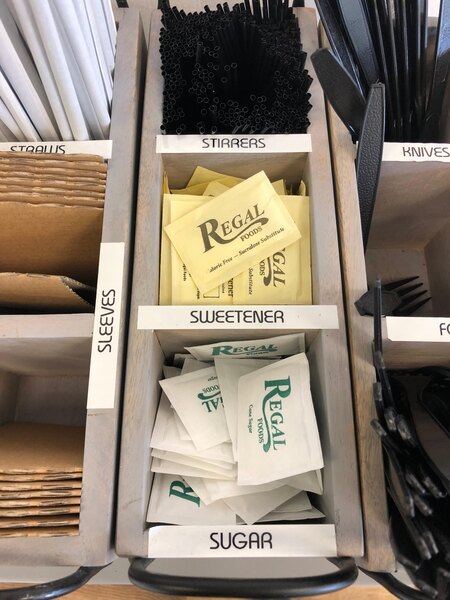 STRAWS
STIRRERS
KNIVES
REGAL
FOODS
Calorie Free — Sucralose Substitute
SLEEVES
SWEETENER
REGAL
REGAL
FOODS
Cane Sugar
SUGAR